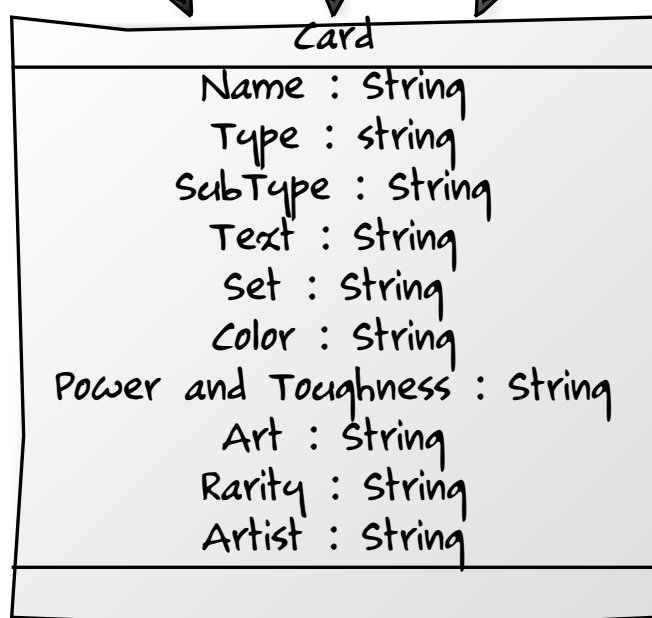 Card
Name : String
Type : string
SubType : String
Text : String
Set : String
Color : String
Power and Toughness : String
Art : String
Rarity : String
Artist : String